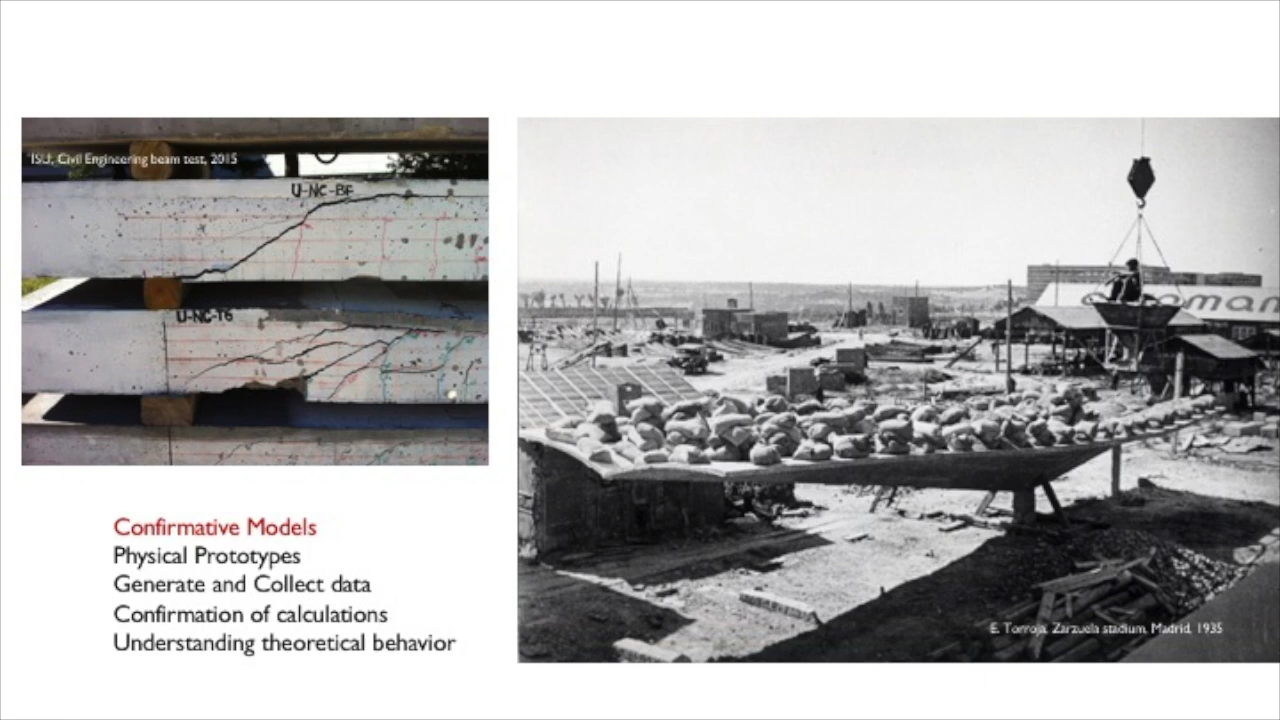 ISU, Civil Engineering beam test, 2015
U-NC-BF
U-NC-T6
oman
Confirmative Models
Physical Prototypes
Generate and Collect data
Confirmation of calculations
Understanding theoretical behavior
E. Torroja, Zarzuela stadium, Madrid, 1935